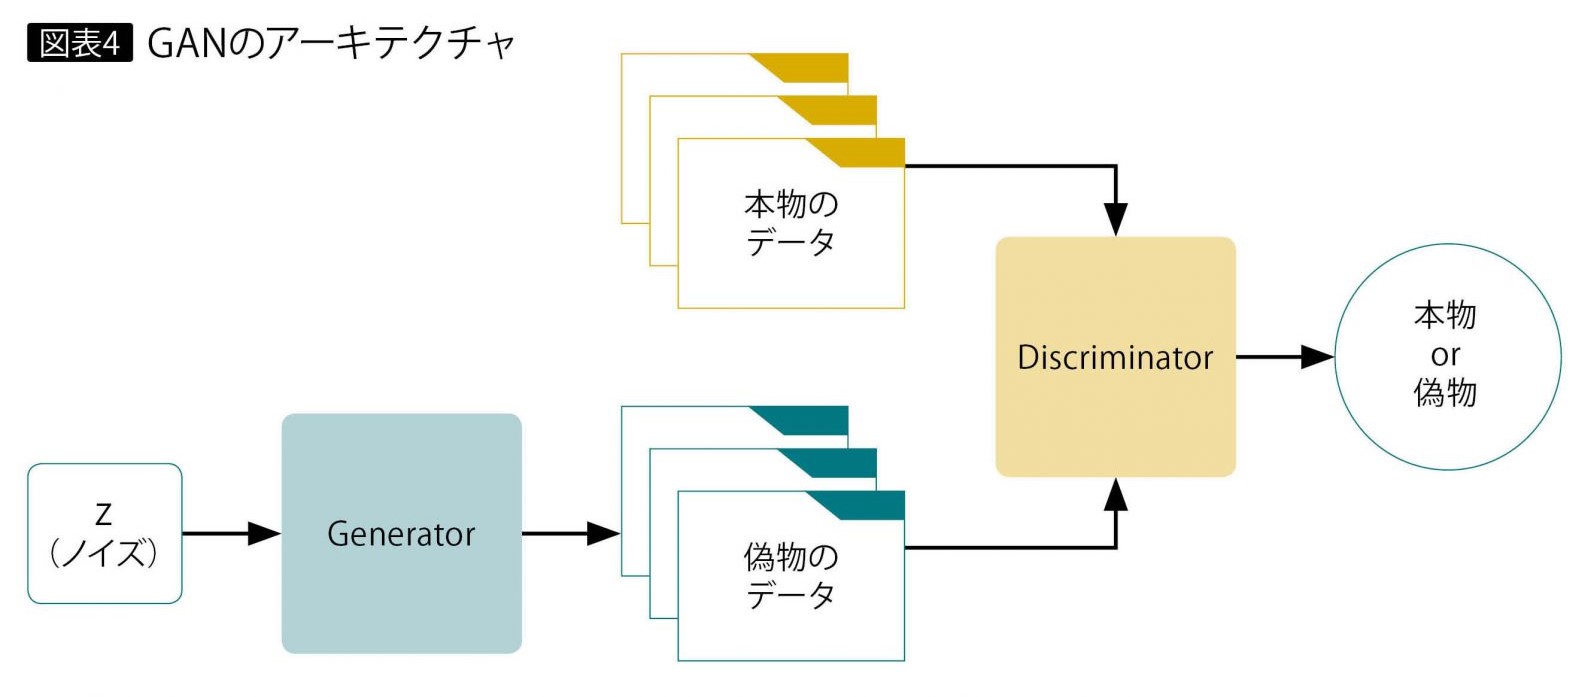 図表4 GANのアーキテクチャ
本物の
データ
Discriminator
本物
or
偽物
z
（ノイズ）
Generator
偽物の
データ